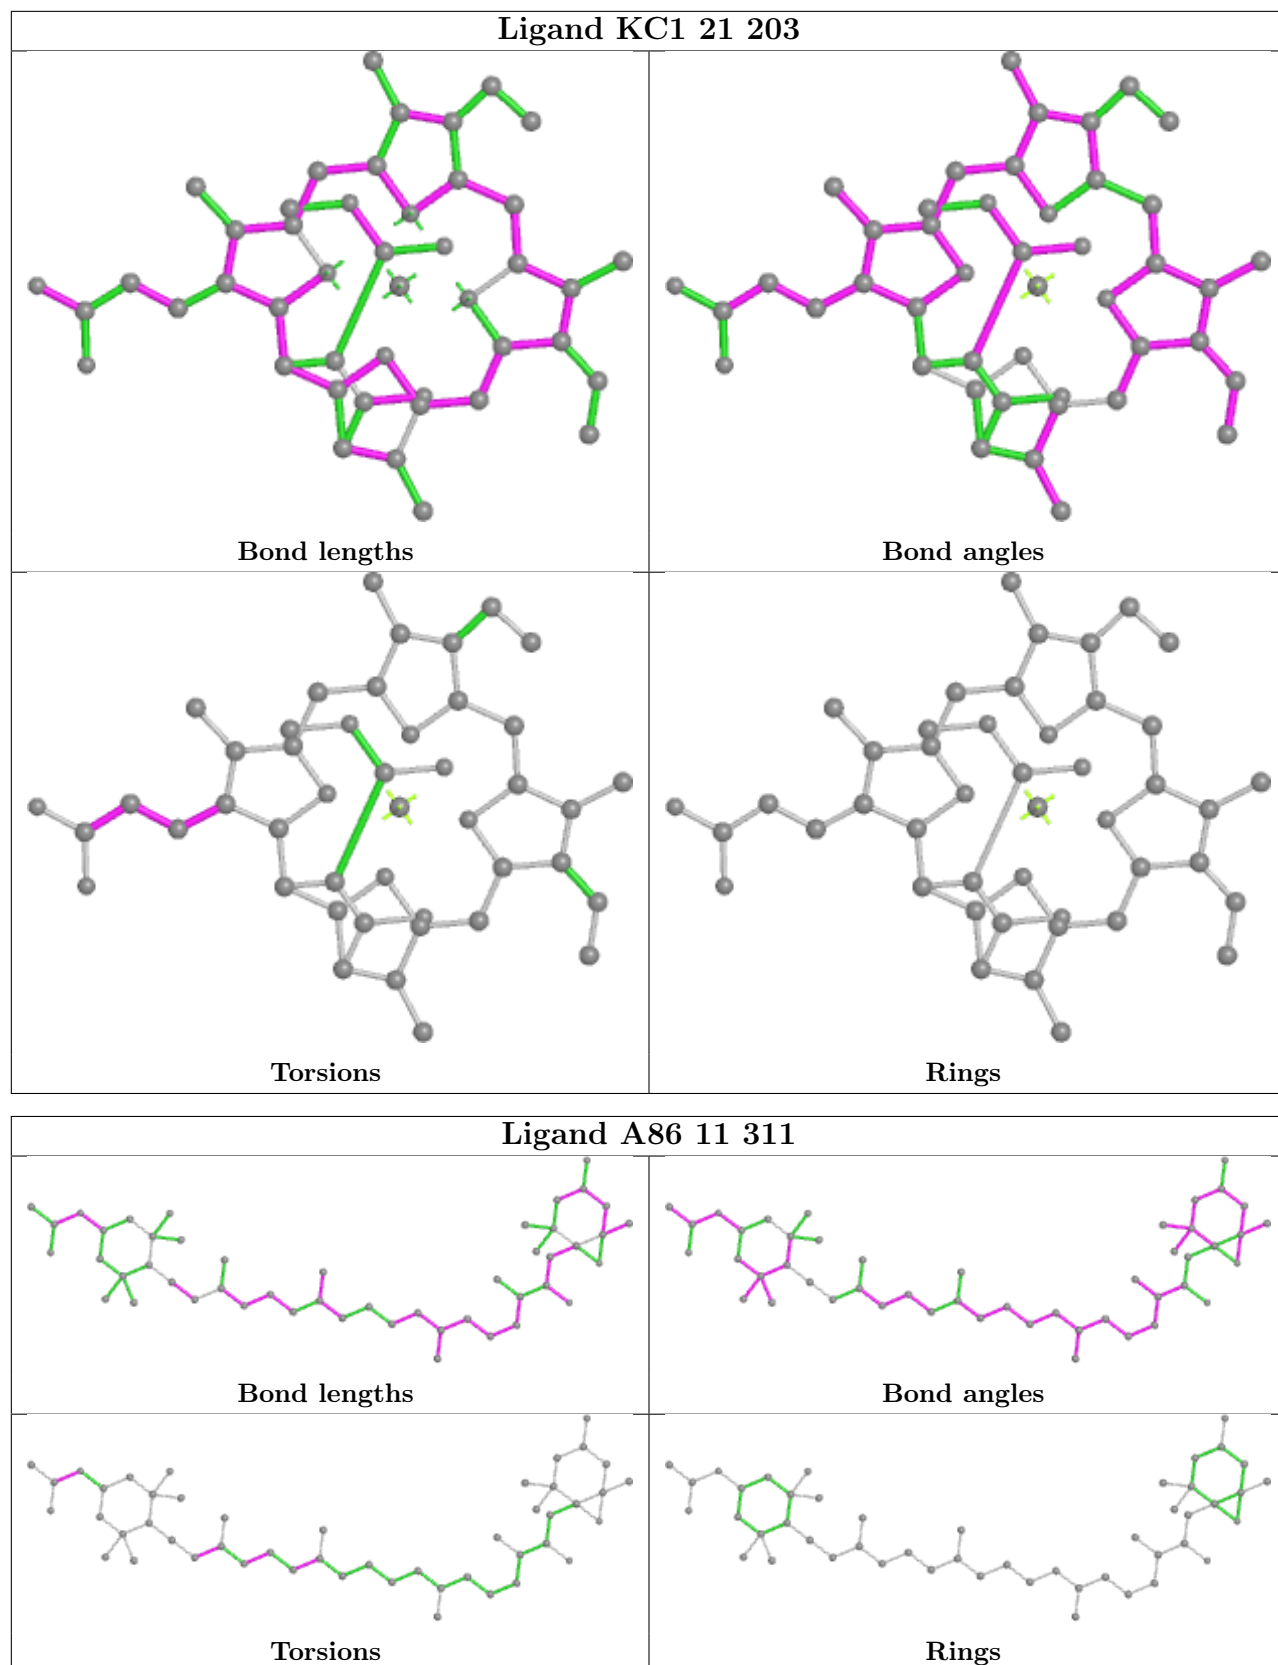 Ligand KC1 21 203
Bond lengths
Bond angles
Torsions
Rings
Ligand A86 11 311
Bond lengths
Bond angles
Torsions
Rings